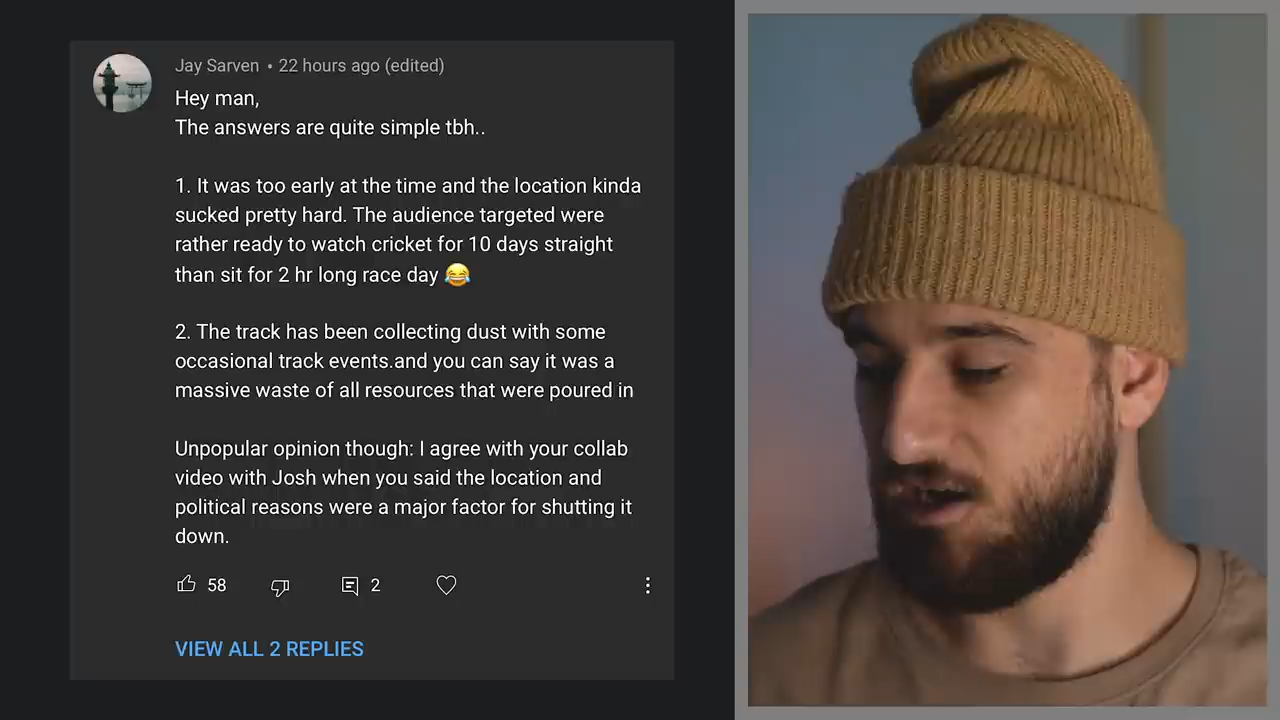 Jay Sarven • 22 hours ago (edited)
Hey man,
The answers are quite simple tbh..
1. It was too early at the time and the location kinda
sucked pretty hard. The audience targeted were
rather ready to watch cricket for 10 days straight
than sit for 2 hr long race day 😂
2. The track has been collecting dust with some
occasional track events.and you can say it was a
massive waste of all resources that were poured in
Unpopular opinion though: I agree with your collab
video with Josh when you said the location and
political reasons were a major factor for shutting it
down.
58
2
VIEW ALL 2 REPLIES